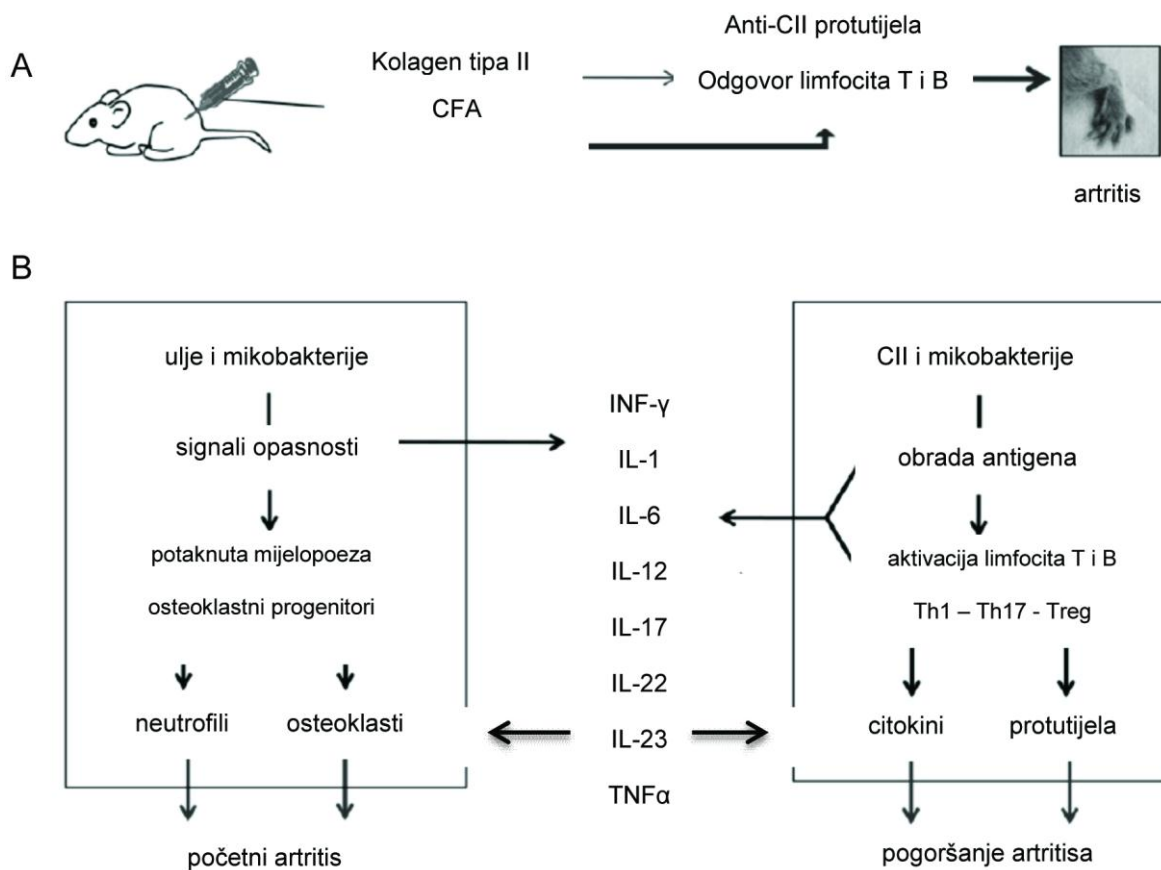 A
Kolagen tipa II
CFA
Anti-CII protutijela
Odgovor limfocita T i B
artritis
B
ulje i mikobakterije
signali opasnosti
potaknuta mijelopoeza
osteoklastni progenitori
neutrofili
osteoklasti
početni artritis
INF-γ
IL-1
IL-6
IL-12
IL-17
IL-22
IL-23
TNFα
CII i mikobakterije
obrada antigena
aktivacija limfocita T i B
Th1 – Th17 - Treg
citokini
protutijela
pogoršanje artritisa